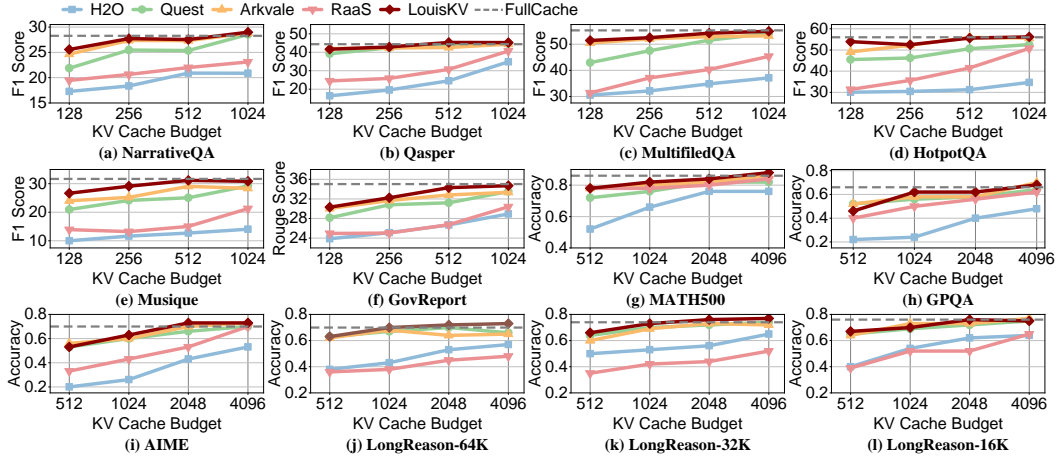 H2O Quest Arkvale RaaS LouisKV FullCache
F1 Score
30
25
20
15
128 256 512 1024
KV Cache Budget
(a) NarrativeQA
F1 Score
50
40
30
20
128 256 512 1024
KV Cache Budget
(b) Qasper
F1 Score
50
40
30
128 256 512 1024
KV Cache Budget
(c) MultifiledQA
F1 Score
60
50
40
30
128 256 512 1024
KV Cache Budget
(d) HotpotQA
F1 Score
30
20
10
128 256 512 1024
KV Cache Budget
(e) Musique
Rouge Score
36
32
28
24
128 256 512 1024
KV Cache Budget
(f) GovReport
Accuracy
0.8
0.6
0.4
512 1024 2048 4096
KV Cache Budget
(g) MATH500
Accuracy
0.8
0.6
0.4
0.2
512 1024 2048 4096
KV Cache Budget
(h) GPQA
Accuracy
0.8
0.6
0.4
0.2
512 1024 2048 4096
KV Cache Budget
(i) AIME
Accuracy
0.8
0.6
0.4
0.2
512 1024 2048 4096
KV Cache Budget
(j) LongReason-64K
Accuracy
0.8
0.6
0.4
0.2
512 1024 2048 4096
KV Cache Budget
(k) LongReason-32K
Accuracy
0.8
0.6
0.4
0.2
512 1024 2048 4096
KV Cache Budget
(l) LongReason-16K